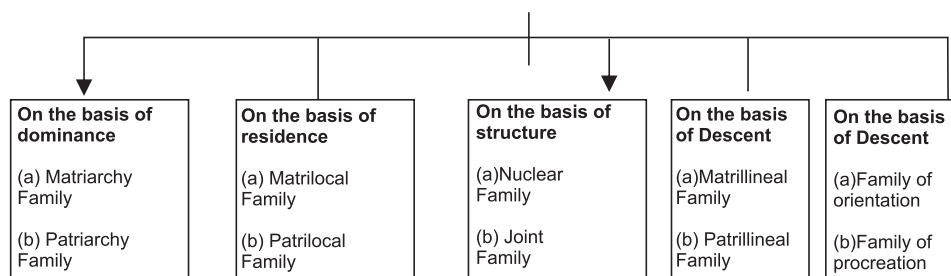 On the basis of
dominance
(a) Matriarchy
Family
(b) Patriarchy
Family
On the basis of
residence
(a) Matrilocal
Family
(b) Patrilocal
Family
On the basis of
structure
(a)Nuclear
Family
(b) Joint
Family
On the basis
of Descent
(a)Matrillineal
Family
(b) Patrillineal
Family
On the basis
of Descent
(a)Family of
orientation
(b)Family of
procreation